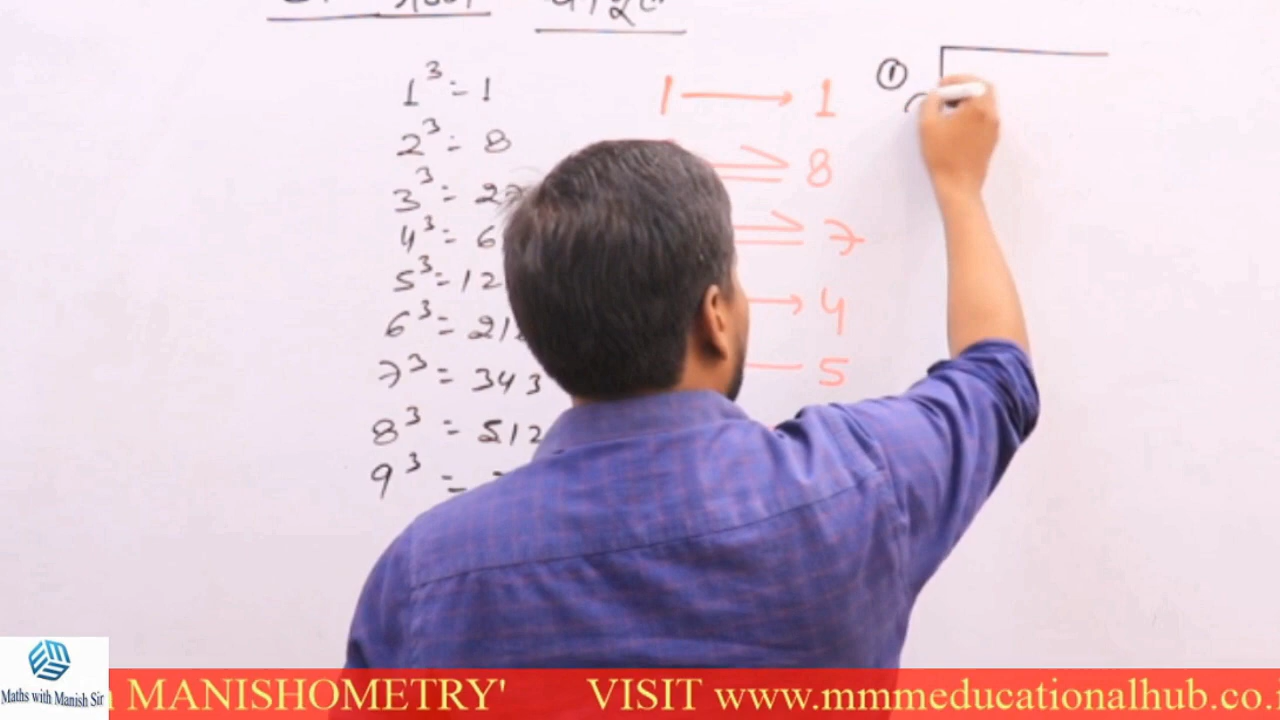 1³ = 1
2³ = 8
3³ = 27
4³ = 6
5³ = 12
6³ = 21
7³ = 343
8³ = 512
9³ =
1 → 1
8
7
4
5
①
Maths with Manish Sir
MANISHOMETRY' VISIT www.mmmeducationalhub.co.